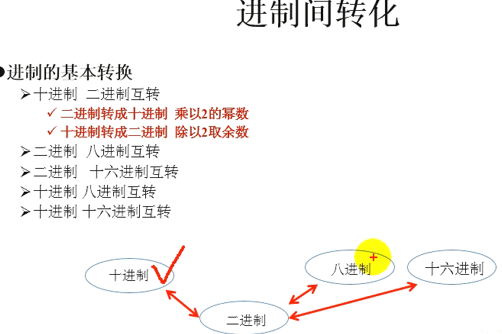 进制间转化
进制的基本转换
十进制 二进制互转
二进制转成十进制 乘以2的幂数
十进制转成二进制 除以2取余数
二进制 八进制互转
二进制 十六进制互转
十进制 八进制互转
十进制 十六进制互转
十进制 八进制 十六进制
二进制